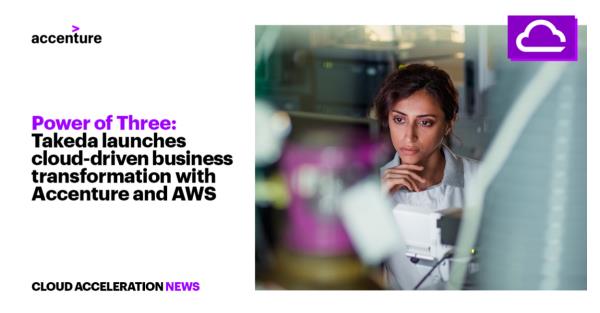 accenture
Power of Three:
Takeda launches
cloud-driven business
transformation with
Accenture and AWS
CLOUD ACCELERATION NEWS